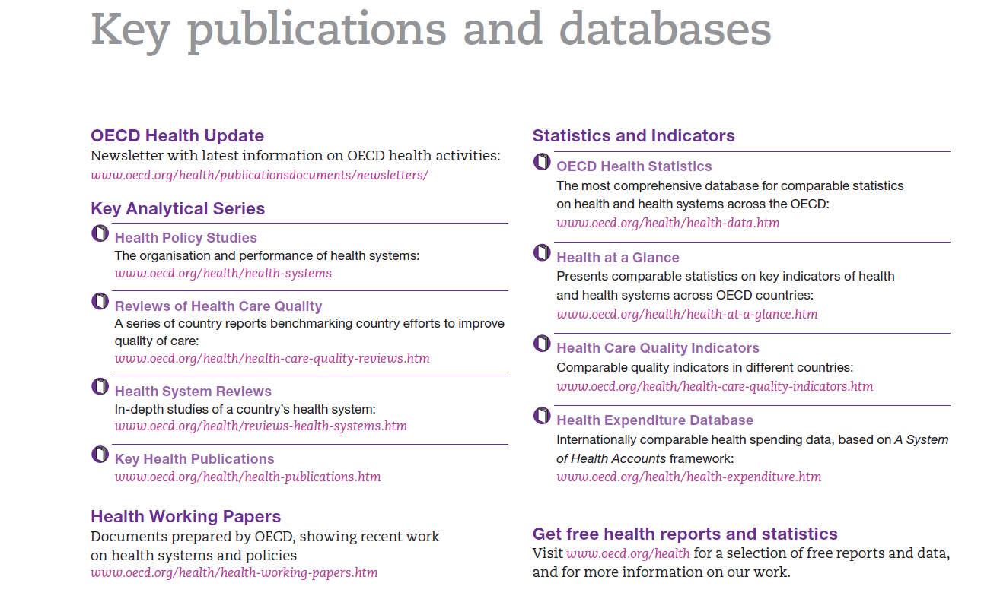 Key publications and databases
OECD Health Update
Newsletter with latest information on OECD health activities:
www.oecd.org/health/publicationsdocuments/newsletters/
Key Analytical Series
Health Policy Studies
The organisation and performance of health systems:
www.oecd.org/health/health-systems
Reviews of Health Care Quality
A series of country reports benchmarking country efforts to improve
quality of care:
www.oecd.org/health/health-care-quality-reviews.htm
Health System Reviews
In-depth studies of a country’s health system:
www.oecd.org/health/reviews-health-systems.htm
Key Health Publications
www.oecd.org/health/health-publications.htm
Health Working Papers
Documents prepared by OECD, showing recent work
on health systems and policies
www.oecd.org/health/health-working-papers.htm
Statistics and Indicators
OECD Health Statistics
The most comprehensive database for comparable statistics
on health and health systems across the OECD:
www.oecd.org/health/health-data.htm
Health at a Glance
Presents comparable statistics on key indicators of health
and health systems across OECD countries:
www.oecd.org/health/health-at-a-glance.htm
Health Care Quality Indicators
Comparable quality indicators in different countries:
www.oecd.org/health/health-care-quality-indicators.htm
Health Expenditure Database
Internationally comparable health spending data, based on A System
of Health Accounts framework:
www.oecd.org/health/health-expenditure.htm
Get free health reports and statistics
Visit www.oecd.org/health for a selection of free reports and data,
and for more information on our work.